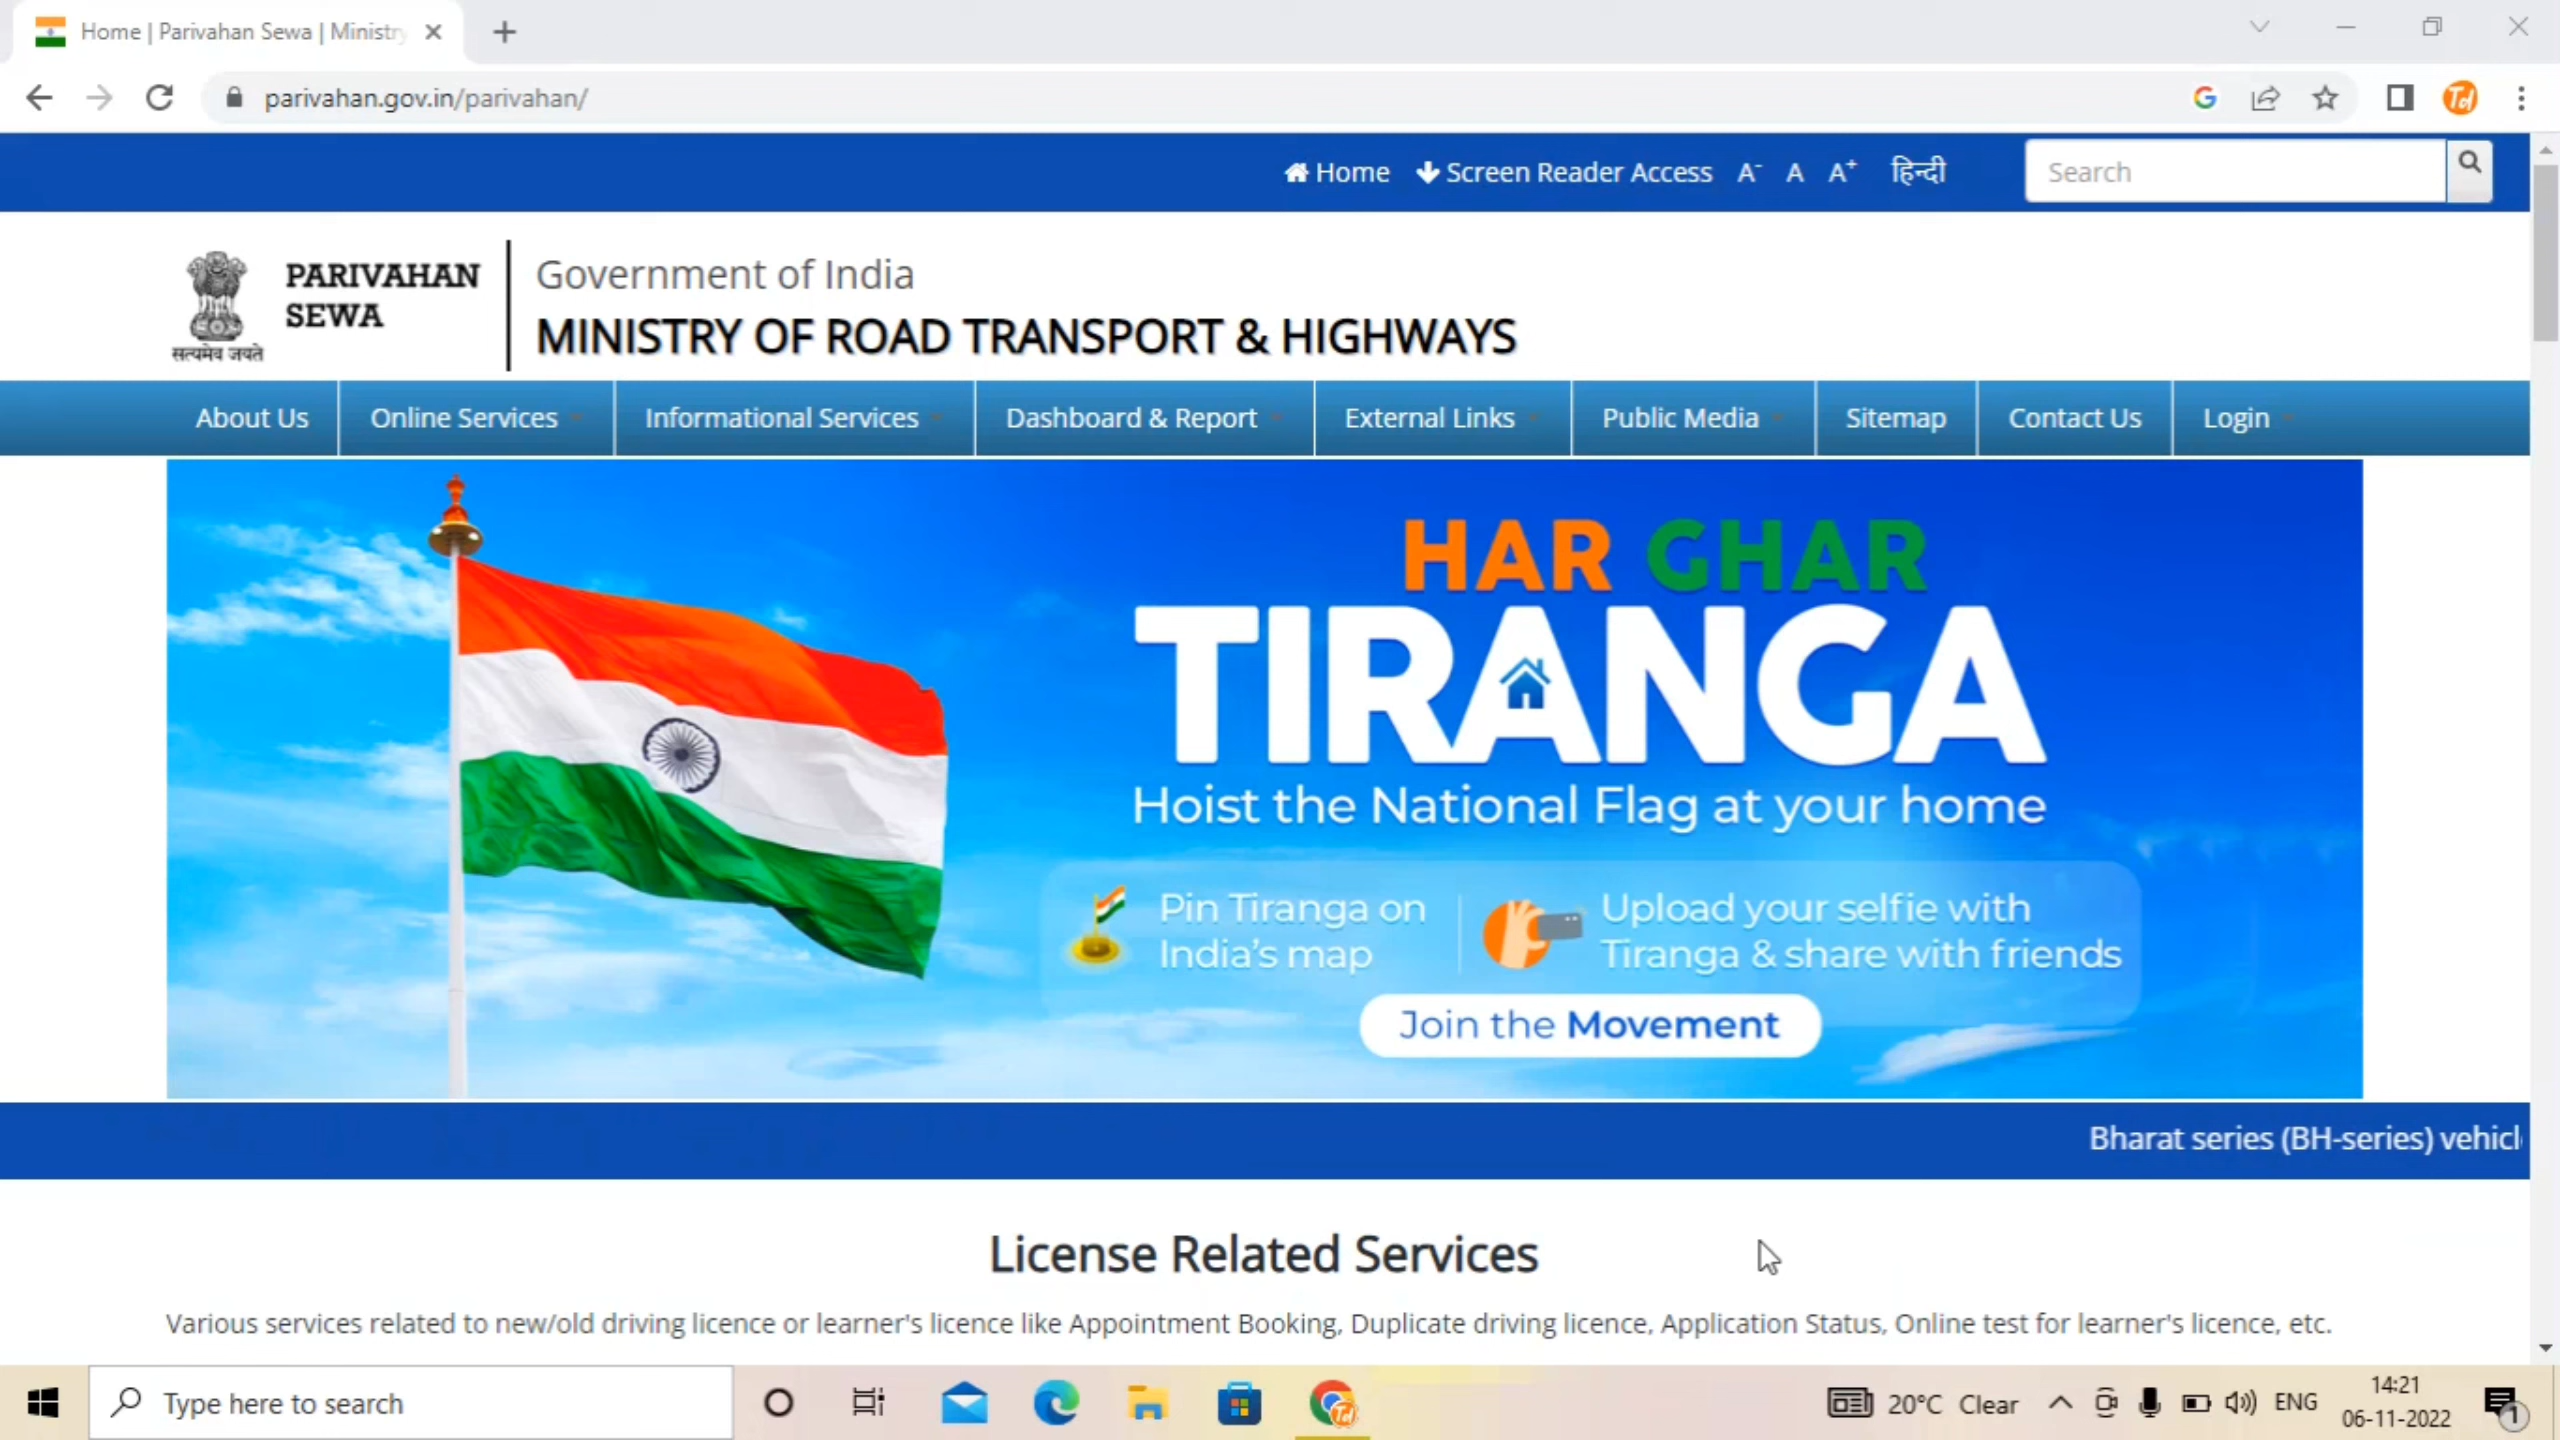 Home | Parivahan Sewa | Ministry
parivahan.gov.in/parivahan/
Home Screen Reader Access A- A A+ हिन्दी Search
PARIVAHAN
SEWA
सत्यमेव जयते
Government of India
MINISTRY OF ROAD TRANSPORT & HIGHWAYS
About Us Online Services Informational Services Dashboard & Report External Links Public Media Sitemap Contact Us Login
HAR GHAR
TIRANGA
Hoist the National Flag at your home
Pin Tiranga on
India's map
Upload your selfie with
Tiranga & share with friends
Join the Movement
Bharat series (BH-series) vehicl
License Related Services
Various services related to new/old driving licence or learner's licence like Appointment Booking, Duplicate driving licence, Application Status, Online test for learner's licence, etc.
Type here to search
20°C Clear ENG
14:21
06-11-2022
1